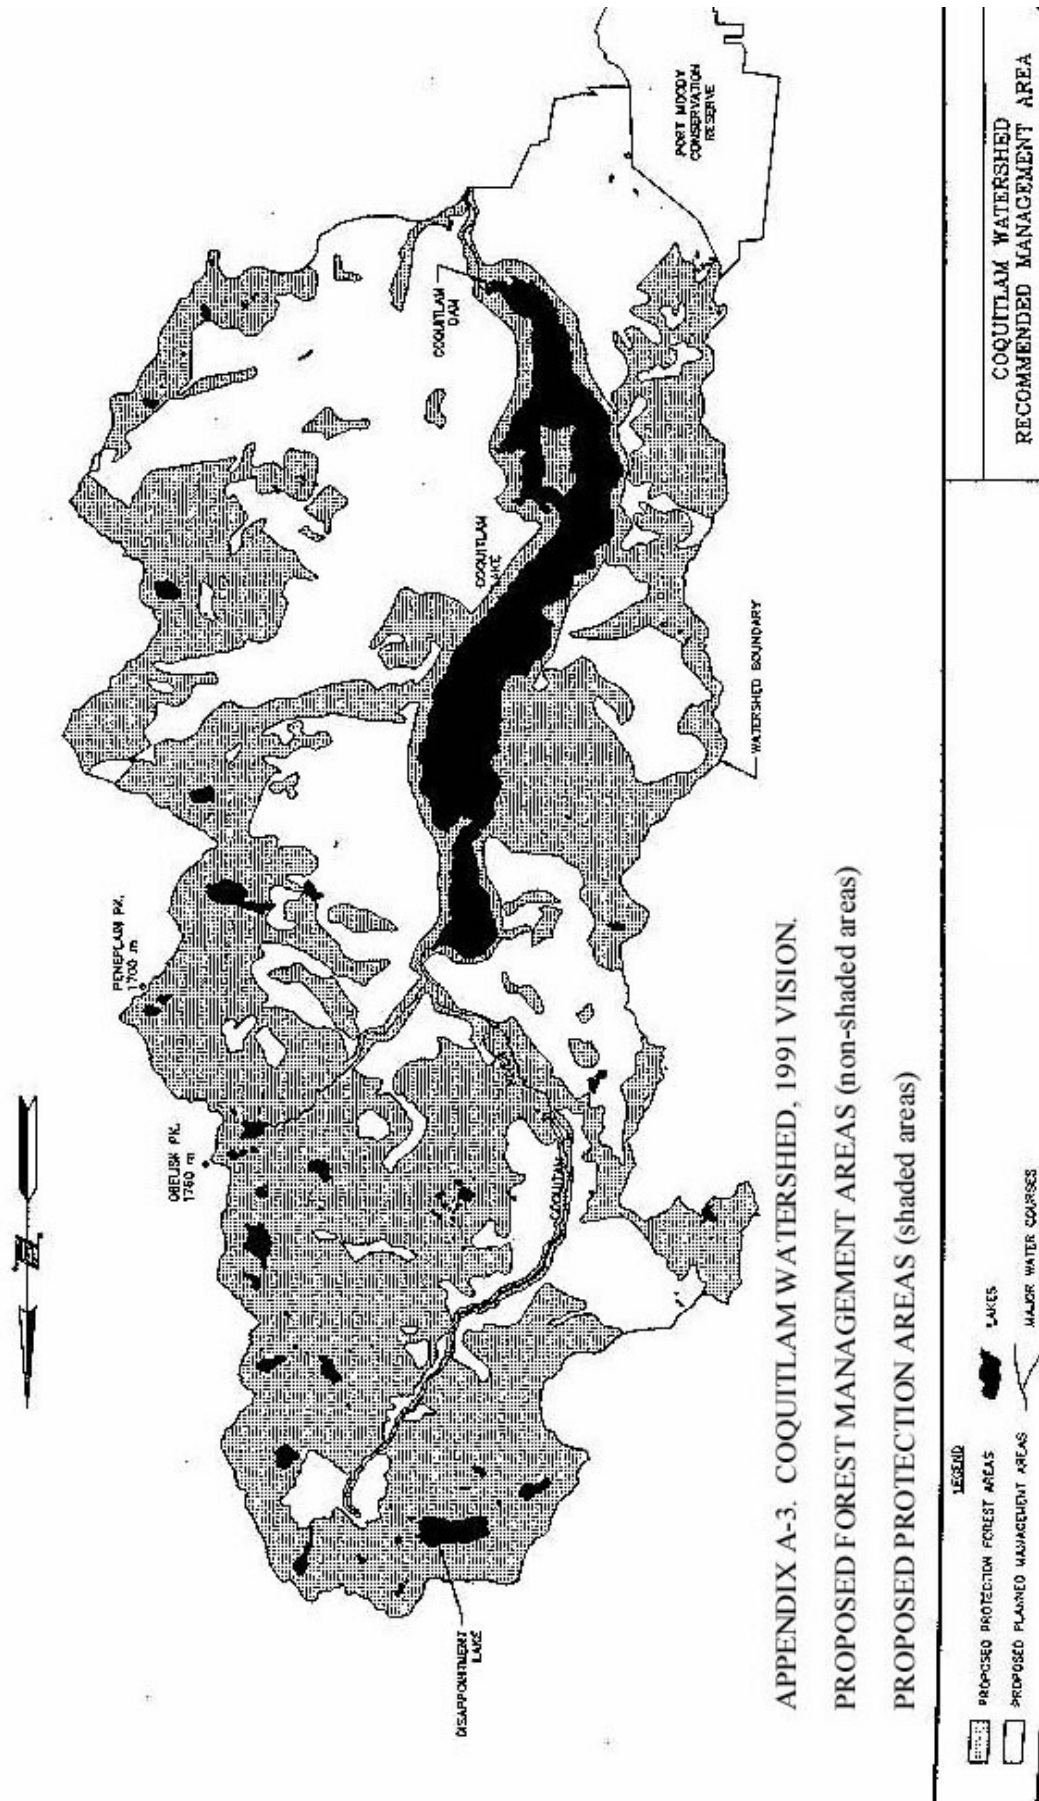 PORT MOODY
CONSERVATION
RESERVE
COQUITLAM
DAM
COQUITLAM
LAKE
WATERSHED BOUNDARY
PENEPLAIN PK.
1700 m
OBELISK PK.
1760 m
COQUITLAM
DISAPPOINTMENT
LAKE
APPENDIX A-3. COQUITLAM WATERSHED, 1991 VISION.
PROPOSED FOREST MANAGEMENT AREAS (non-shaded areas)
PROPOSED PROTECTION AREAS (shaded areas)
LEGEND
PROPOSED PROTECTION FOREST AREAS
LAKES
PROPOSED PLANNED MANAGEMENT AREAS
MAJOR WATER COURSES
COQUITLAM WATERSHED
RECOMMENDED MANAGEMENT AREA